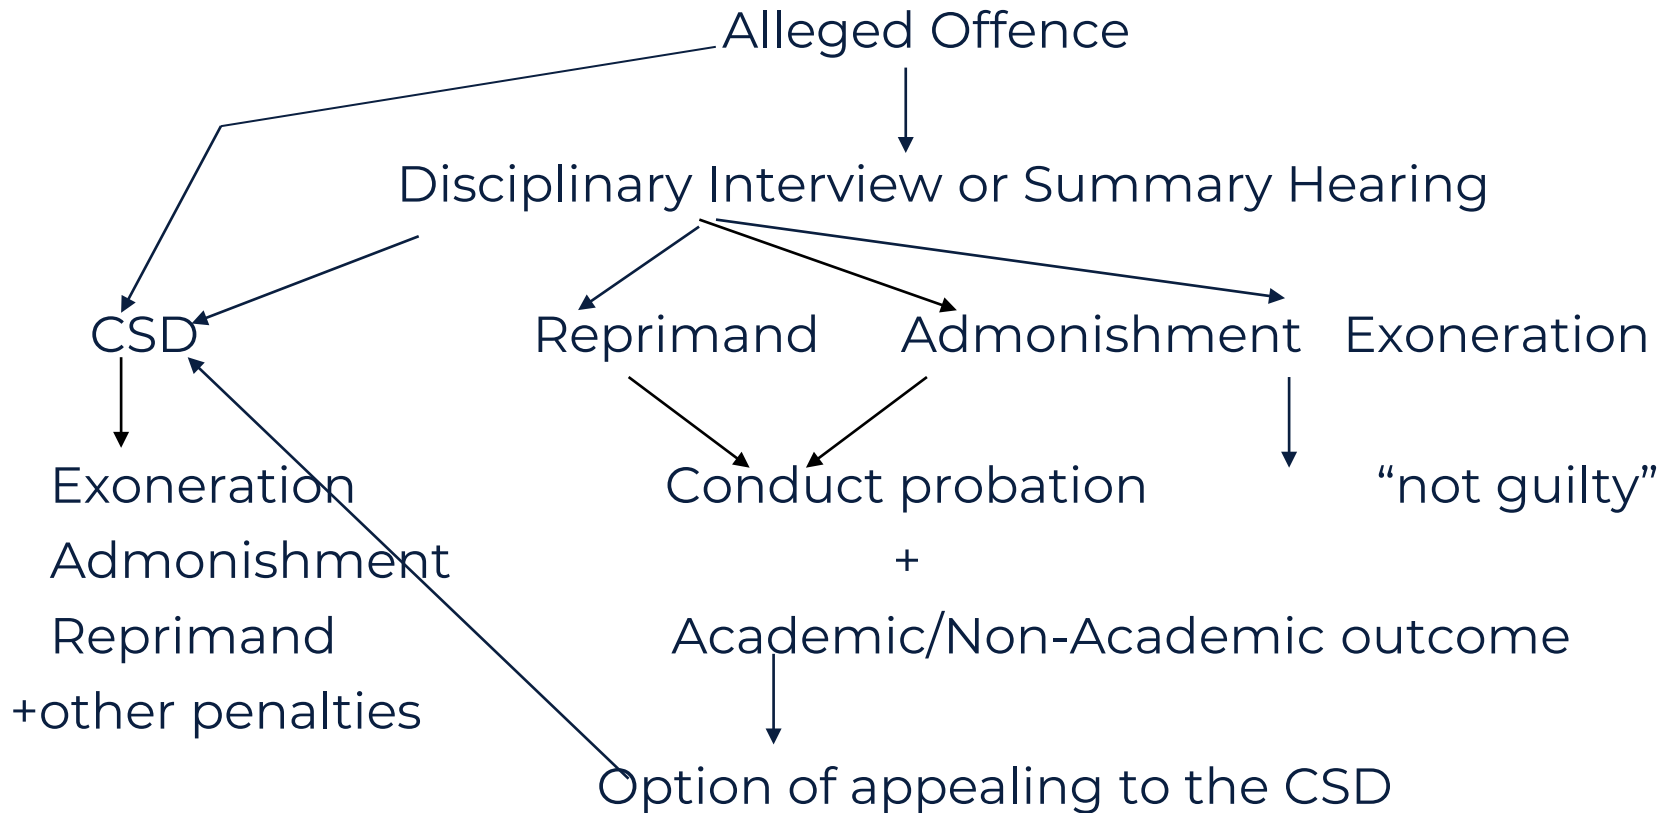 Alleged Offence
Disciplinary Interview or Summary Hearing
CSD Reprimand Admonishment Exoneration
Exoneration Conduct probation “not guilty”
Admonishment +
Reprimand Academic/Non-Academic outcome
+other penalties
Option of appealing to the CSD